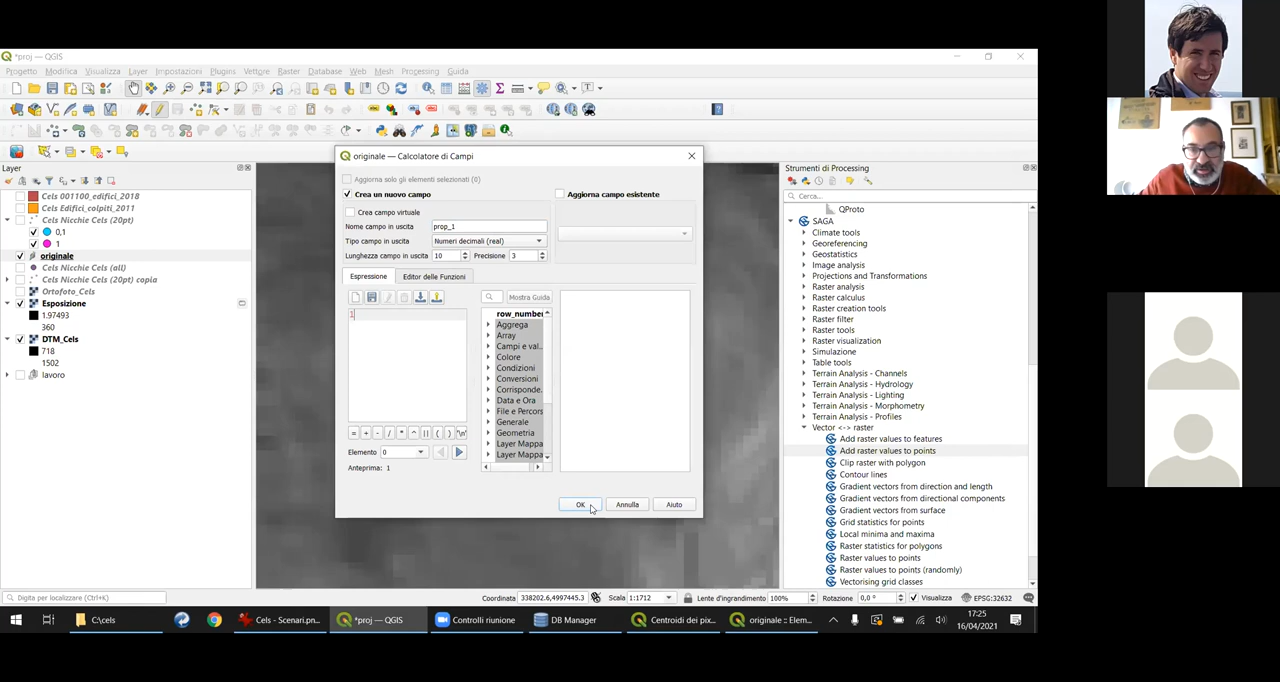 *proj — QGIS
Progetto Modifica Visualizza Layer Impostazioni Plugins Vettore Raster Database Web Mesh Processing Guida
Layer
Cels 001100_edifici_2018
Cels Edifici_colpiti_2011
Cels Nicchie Cels (20pt)
0,1
1
originale
Cels Nicchie Cels (all)
Cels Nicchie Cels (20pt) copia
Ortofoto_Cels
Esposizione
1.97493
360
DTM_Cels
718
1502
lavoro
originale — Calcolatore di Campi
Aggiorna solo gli elementi selezionati (0)
Crea un nuovo campo
Aggiorna campo esistente
Crea campo virtuale
Nome campo in uscita prop_1
Tipo campo in uscita Numeri decimali (real)
Lunghezza campo in uscita 10 Precisione 3
Espressione Editor delle Funzioni
Mostra Guida
1
row_number
Aggrega
Array
Campi e val...
Colore
Condizioni
Conversioni
Corrisponde...
Data e Ora
File e Percors
Generale
Geometria
Layer Mappa
Layer Mappa
= + - / * ^ || ( ) '\n'
Elemento 0
Anteprima: 1
OK Annulla Aiuto
Strumenti di Processing
Cerca...
QProto
SAGA
Climate tools
Georeferencing
Geostatistics
Image analysis
Projections and Transformations
Raster analysis
Raster calculus
Raster creation tools
Raster filter
Raster tools
Raster visualization
Simulazione
Table tools
Terrain Analysis - Channels
Terrain Analysis - Hydrology
Terrain Analysis - Lighting
Terrain Analysis - Morphometry
Terrain Analysis - Profiles
Vector <-> raster
Add raster values to features
Add raster values to points
Clip raster with polygon
Contour lines
Gradient vectors from direction and length
Gradient vectors from directional components
Gradient vectors from surface
Grid statistics for points
Local minima and maxima
Raster statistics for polygons
Raster values to points
Raster values to points (randomly)
Vectorising grid classes
Digita per localizzare (Ctrl+K)
Coordinata 338202.6,4997445.3 Scala 1:1712 Lente d'ingrandimento 100% Rotazione 0,0 ° Visualizza EPSG:32632
C:\cels Cels - Scenari.pn... *proj — QGIS Controlli riunione DB Manager Centroidi dei pix... originale :: Elem...
17:25
16/04/2021